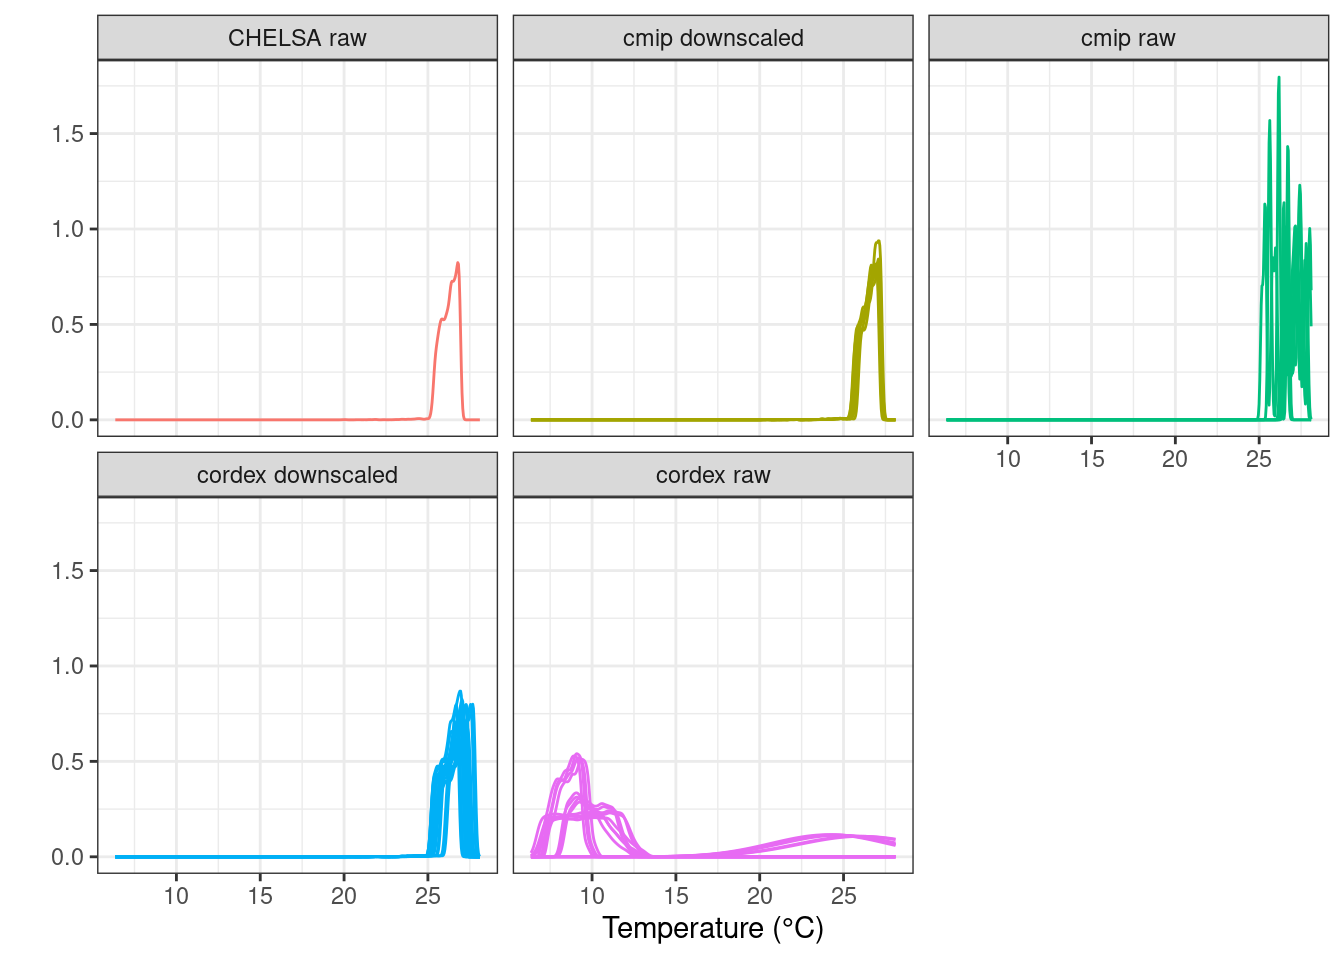 CHELSA raw
cmip downscaled
cmip raw
1.5
1.0
0.5
0.0
10 15 20 25
cordex downscaled
cordex raw
1.5
1.0
0.5
0.0
10 15 20 25
10 15 20 25
Temperature (°C)